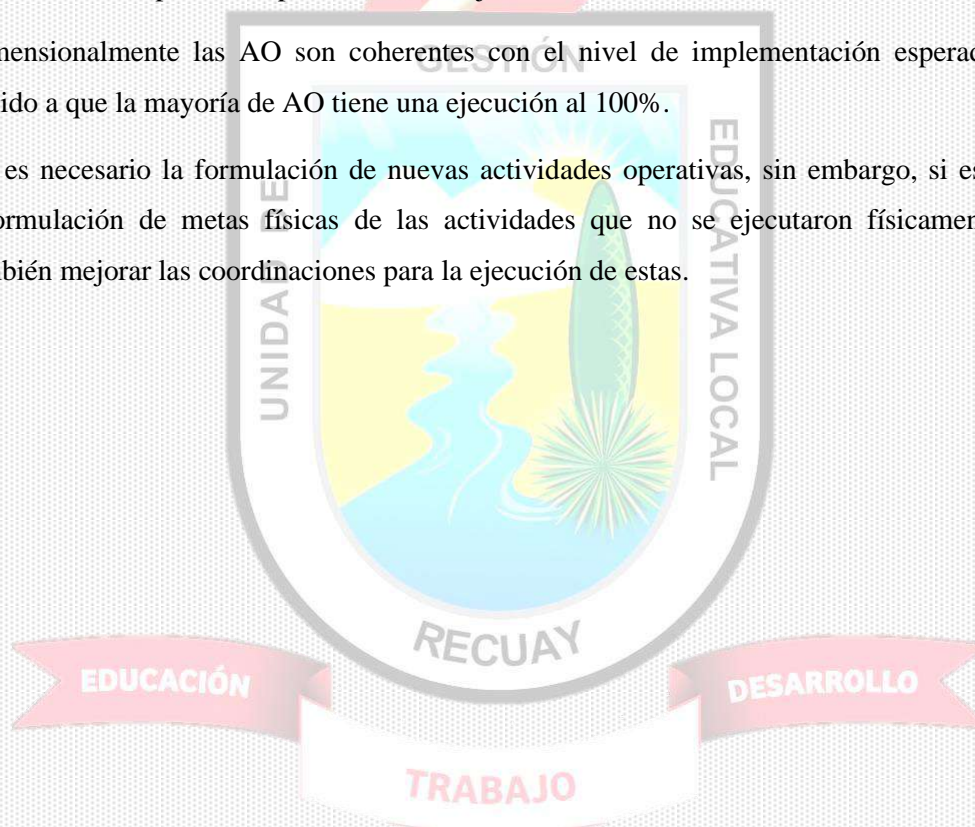 mensionalmente las AO son coherentes con el nivel de implementación esperad
ido a que la mayoría de AO tiene una ejecución al 100%.
es necesario la formulación de nuevas actividades operativas, sin embargo, si es
ormulación de metas físicas de las actividades que no se ejecutaron físicamen
mbién mejorar las coordinaciones para la ejecución de estas.
UNIDAD DE
GESTIÓN
EDUCATIVA LOCAL
RECUAY
EDUCACIÓN
DESARROLLO
TRABAJO